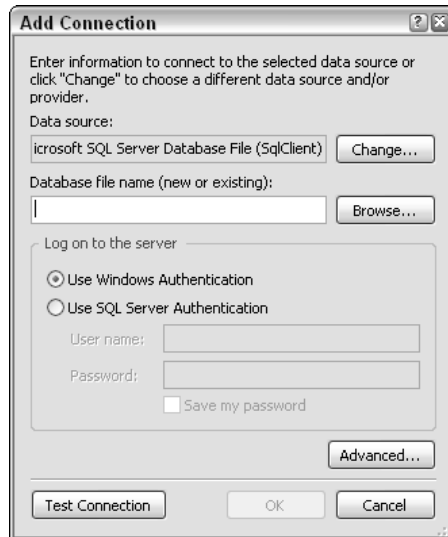 Add Connection
Enter information to connect to the selected data source or
click "Change" to choose a different data source and/or
provider.
Data source:
icrosoft SQL Server Database File (SqlClient)
Change...
Database file name (new or existing):
Browse...
Log on to the server
Use Windows Authentication
Use SQL Server Authentication
User name:
Password:
Save my password
Advanced...
Test Connection
OK
Cancel